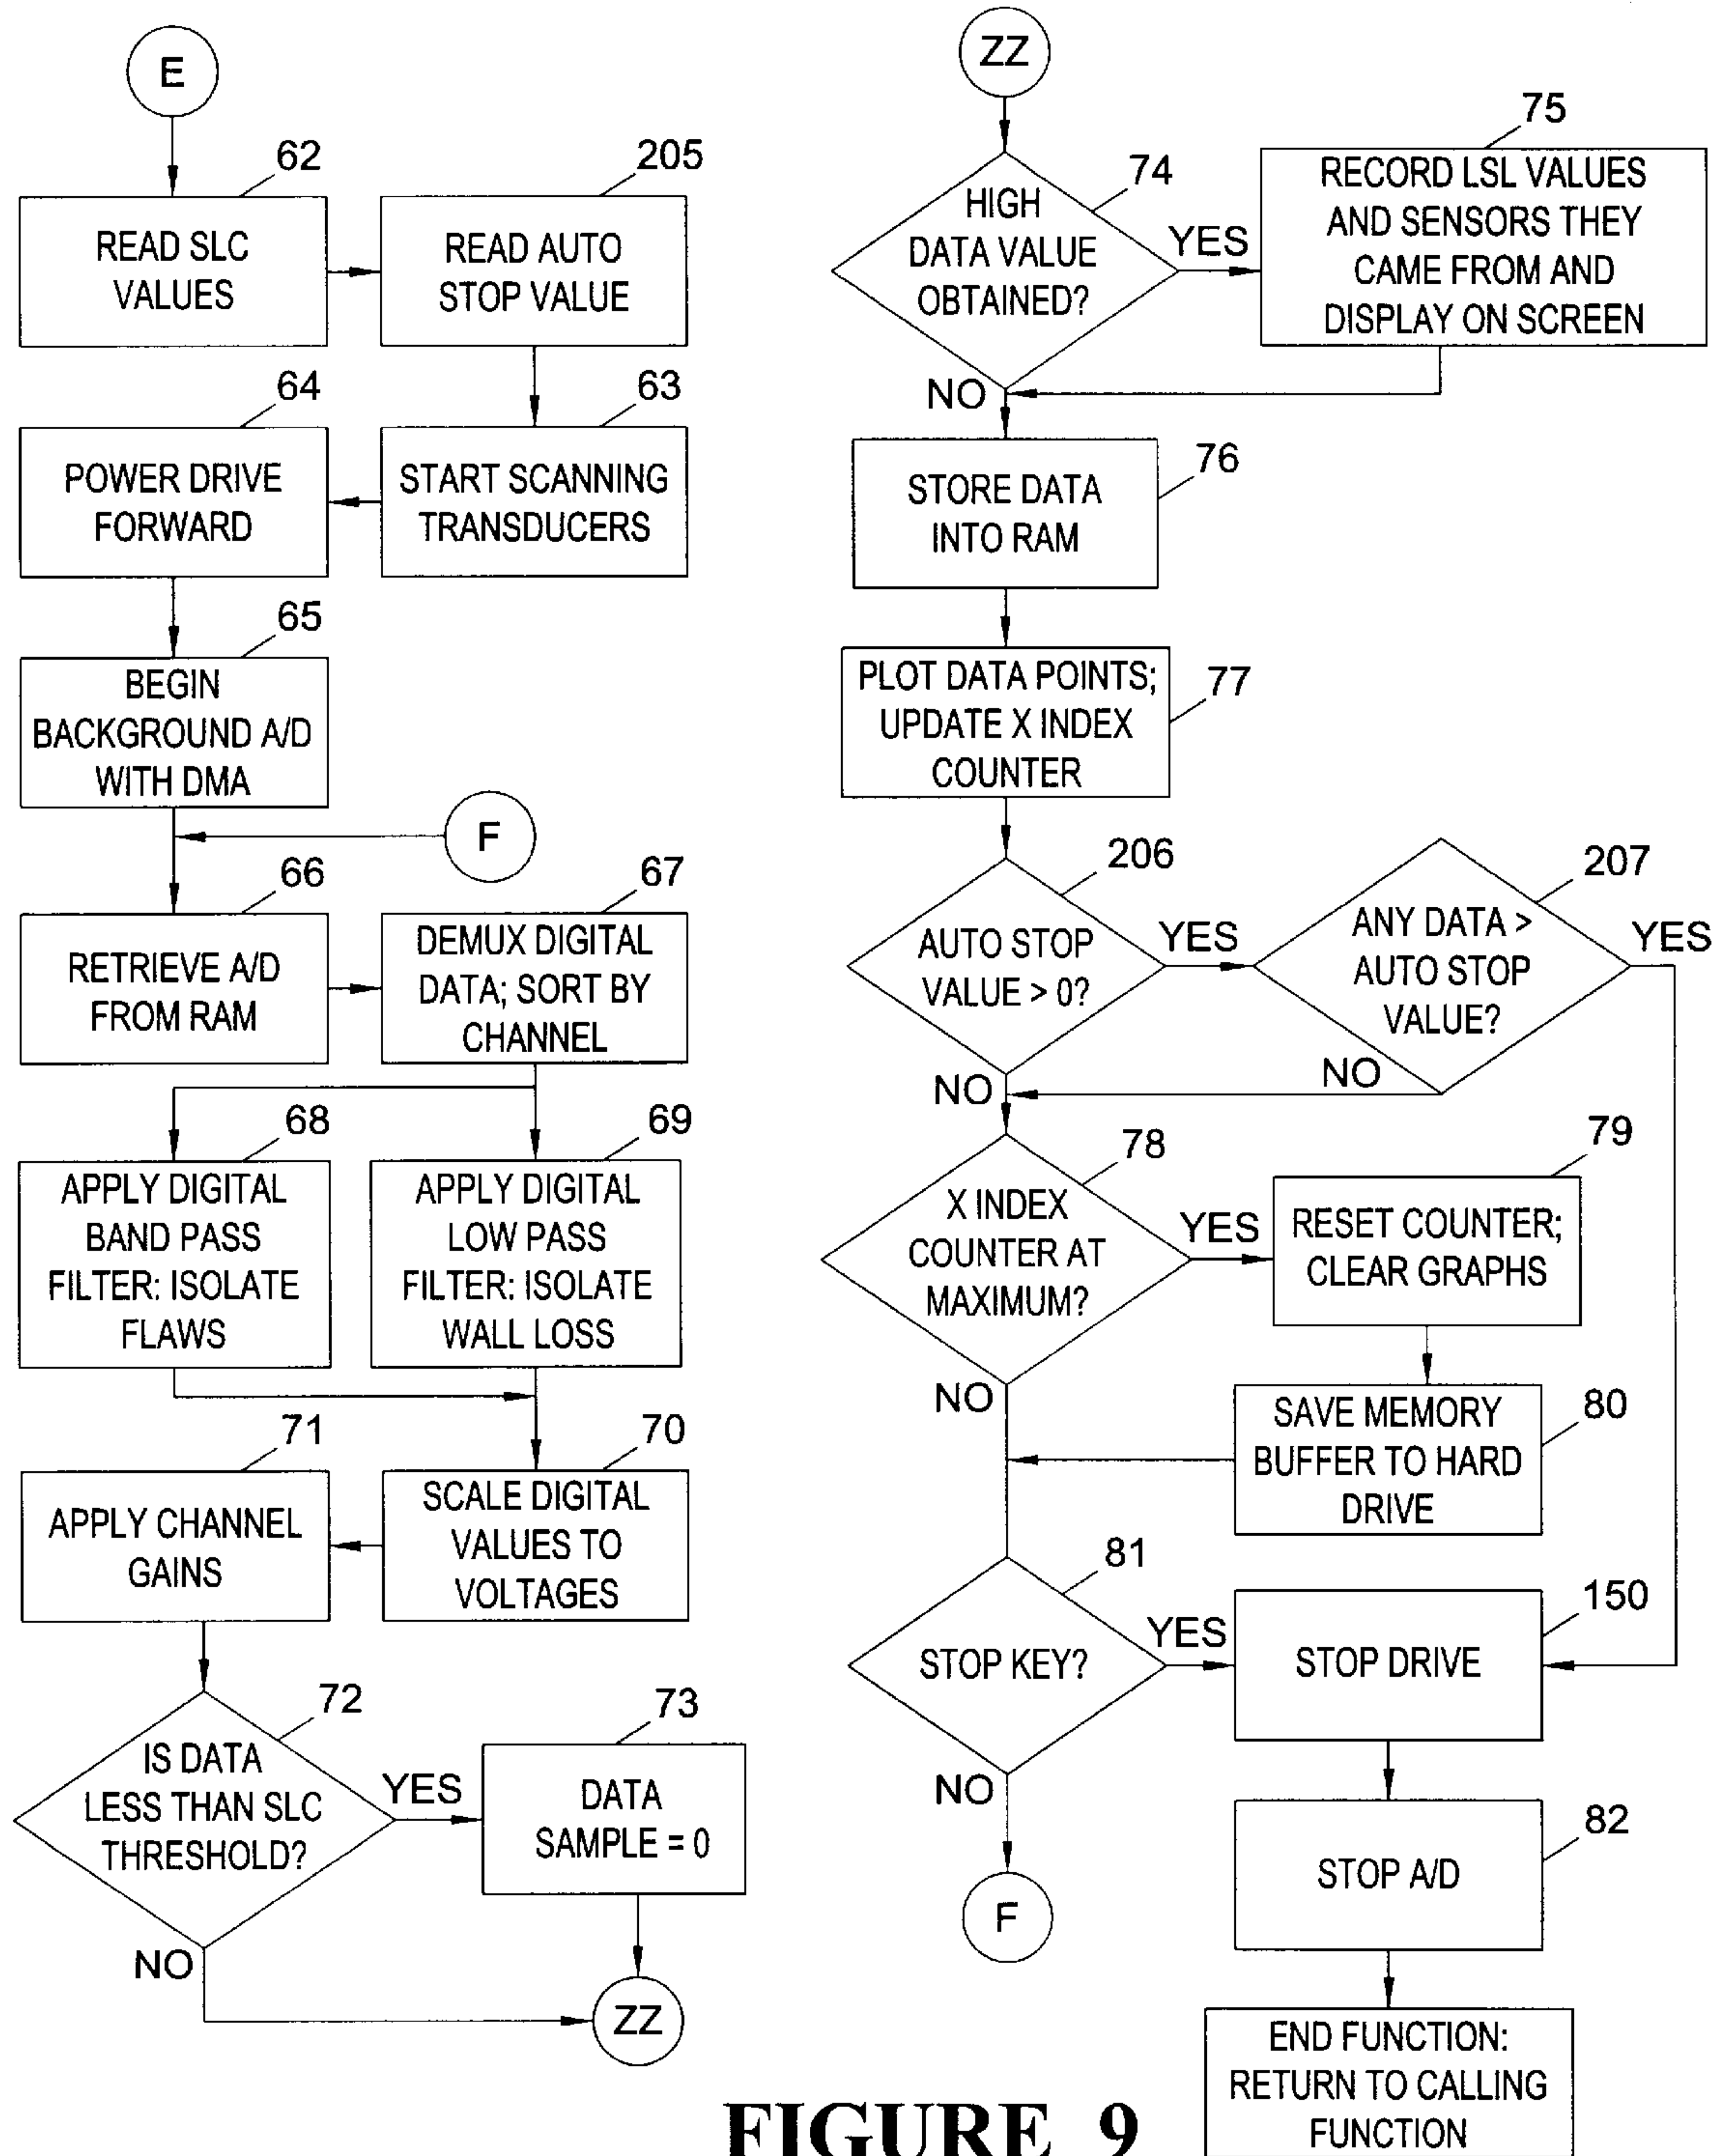 E
62
READ SLC
VALUES
205
READ AUTO
STOP VALUE
64
POWER DRIVE
FORWARD
63
START SCANNING
TRANSDUCERS
65
BEGIN
BACKGROUND A/D
WITH DMA
F
66
RETRIEVE A/D
FROM RAM
67
DEMUX DIGITAL
DATA; SORT BY
CHANNEL
68
APPLY DIGITAL
BAND PASS
FILTER: ISOLATE
FLAWS
69
APPLY DIGITAL
LOW PASS
FILTER: ISOLATE
WALL LOSS
71
APPLY CHANNEL
GAINS
70
SCALE DIGITAL
VALUES TO
VOLTAGES
72
IS DATA
LESS THAN SLC
THRESHOLD?
YES
NO
73
DATA
SAMPLE = 0
ZZ
ZZ
74
HIGH
DATA VALUE
OBTAINED?
YES
NO
75
RECORD LSL VALUES
AND SENSORS THEY
CAME FROM AND
DISPLAY ON SCREEN
76
STORE DATA
INTO RAM
77
PLOT DATA POINTS;
UPDATE X INDEX
COUNTER
206
AUTO STOP
VALUE > 0?
YES
NO
207
ANY DATA >
AUTO STOP
VALUE?
YES
NO
78
X INDEX
COUNTER AT
MAXIMUM?
YES
NO
79
RESET COUNTER;
CLEAR GRAPHS
80
SAVE MEMORY
BUFFER TO HARD
DRIVE
81
STOP KEY?
YES
NO
150
STOP DRIVE
82
STOP A/D
F
END FUNCTION:
RETURN TO CALLING
FUNCTION
FIGURE 9